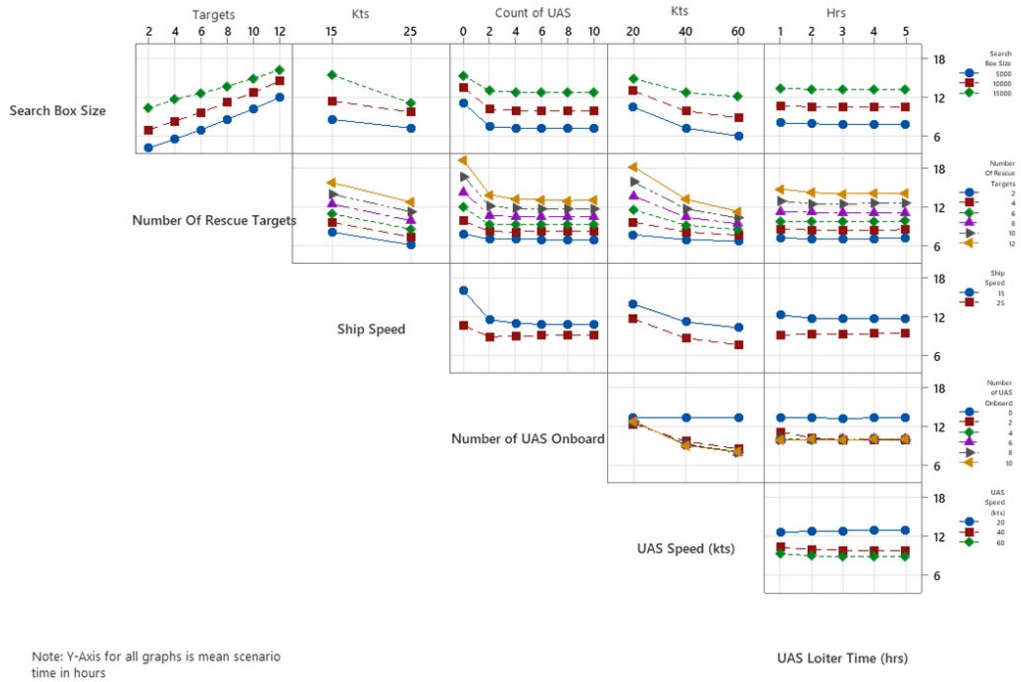 Targets Kts Count of UAS Kts Hrs
2 4 6 8 10 12 15 25 0 2 4 6 8 10 20 40 60 1 2 3 4 5
Search Box Size
18
12
6
Search
Box Size
5000
10000
15000
Number Of Rescue Targets
18
12
6
Number
Of Rescue
Targets
2
4
6
8
10
12
Ship Speed
18
12
6
Ship
Speed
15
25
Number of UAS Onboard
18
12
6
Number
of UAS
Onboard
0
2
4
6
8
10
UAS Speed (kts)
18
12
6
UAS
Speed
(kts)
20
40
60
Note: Y-Axis for all graphs is mean scenario
time in hours
UAS Loiter Time (hrs)